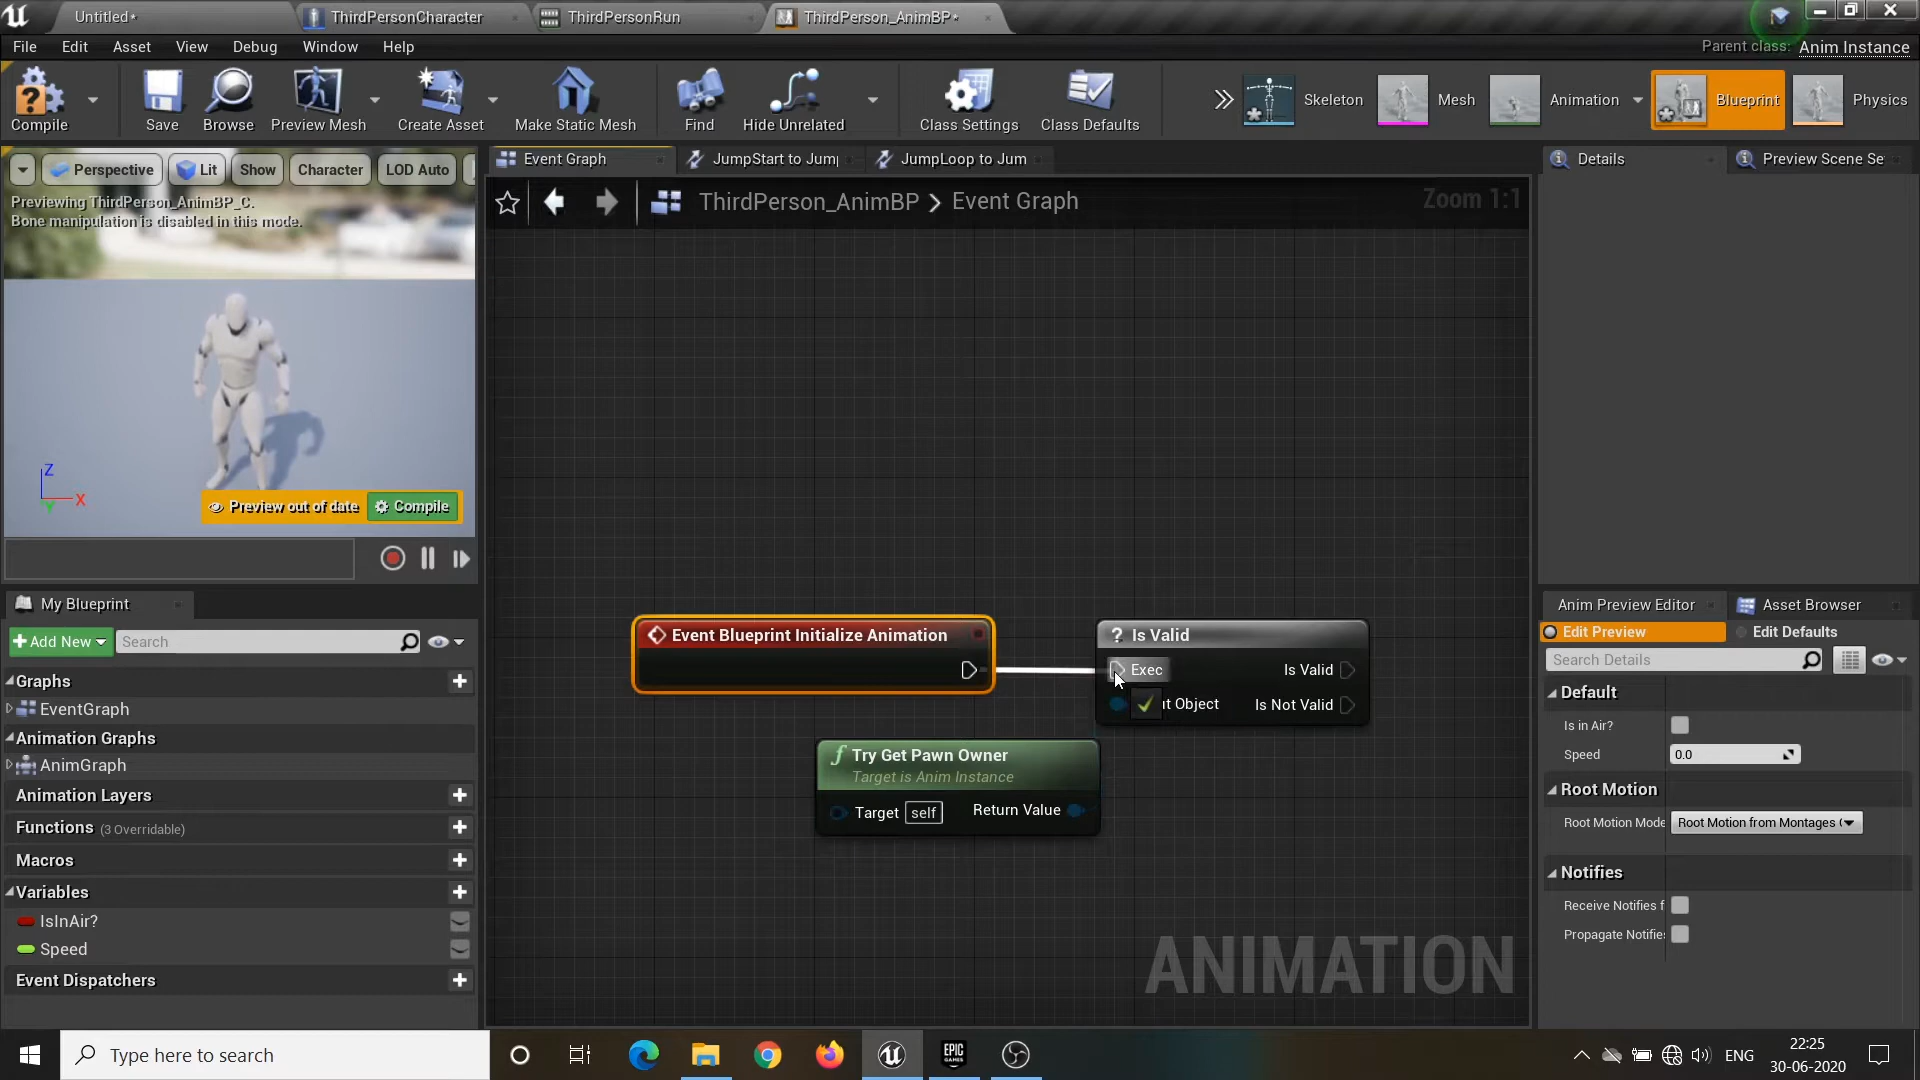 Untitled*
ThirdPersonCharacter
ThirdPersonRun
ThirdPerson_AnimBP*
File Edit Asset View Debug Window Help
Parent class: Anim Instance
Compile
Save
Browse
Preview Mesh
Create Asset
Make Static Mesh
Find
Hide Unrelated
Class Settings
Class Defaults
Skeleton
Mesh
Animation
Blueprint
Physics
Perspective
Lit
Show
Character
LOD Auto
Previewing ThirdPerson_AnimBP_C.
Bone manipulation is disabled in this mode.
Z
X
Y
Preview out of date
Compile
Event Graph
JumpStart to Jum
JumpLoop to Jum
ThirdPerson_AnimBP > Event Graph
Zoom 1:1
Event Blueprint Initialize Animation
? Is Valid
Exec
Is Valid
ut Object
Is Not Valid
f Try Get Pawn Owner
Target is Anim Instance
Target self
Return Value
ANIMATION
My Blueprint
+ Add New
Search
Graphs
EventGraph
Animation Graphs
AnimGraph
Animation Layers
Functions (3 Overridable)
Macros
Variables
IsInAir?
Speed
Event Dispatchers
Details
Preview Scene Se
Anim Preview Editor
Asset Browser
Edit Preview
Edit Defaults
Search Details
Default
Is in Air?
Speed 0.0
Root Motion
Root Motion Mode Root Motion from Montages
Notifies
Receive Notifies f
Propagate Notifie
Type here to search
EPIC GAMES
ENG
22:25
30-06-2020